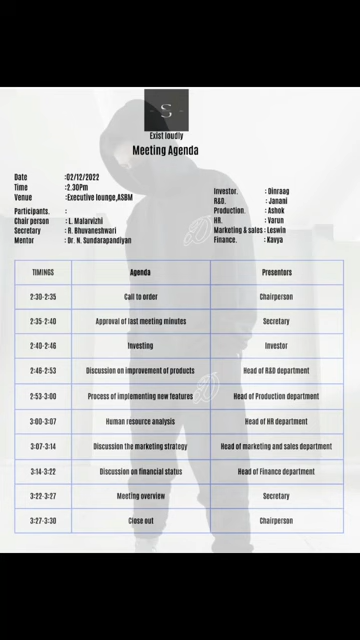 S
Exist loudly
Meeting Agenda
Date :02/12/2022
Time :2.30Pm
Venue :Executive lounge,ASBM
Participants. :
Chair person : L. Malarvizhi
Secretary : R. Bhuvaneshwari
Mentor : Dr. N. Sundarapandiyan
Investor. : Dinraag
R&D. : Janani
Production. : Ashok
HR. : Varun
Marketing & sales : Leswin
Finance. : Kavya
TIMINGS Agenda Presentors
2:30-2:35 Call to order Chairperson
2:35-2:40 Approval of last meeting minutes Secretary
2:40-2:46 Investing Investor
2:46-2:53 Discussion on improvement of products Head of R&D department
2:53-3:00 Process of implementing new features Head of Production department
3:00-3:07 Human resource analysis Head of HR department
3:07-3:14 Discussion the marketing strategy Head of marketing and sales department
3:14-3:22 Discussion on financial status Head of Finance department
3:22-3:27 Meeting overview Secretary
3:27-3:30 Close out Chairperson